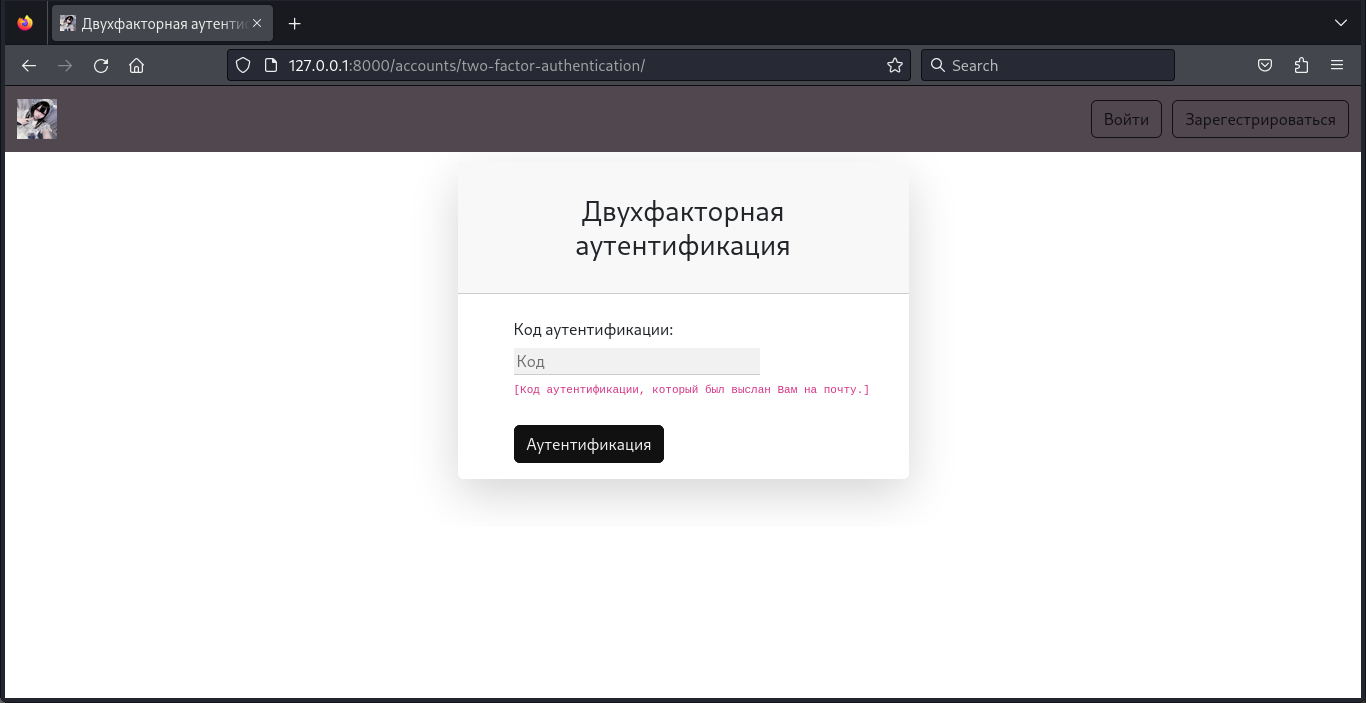 Двухфакторная аутентис
127.0.0.1:8000/accounts/two-factor-authentication/
Search
Войти
Зарегестрироваться
Двухфакторная
аутентификация
Код аутентификации:
Код
[Код аутентификации, который был выслан Вам на почту.]
Аутентификация